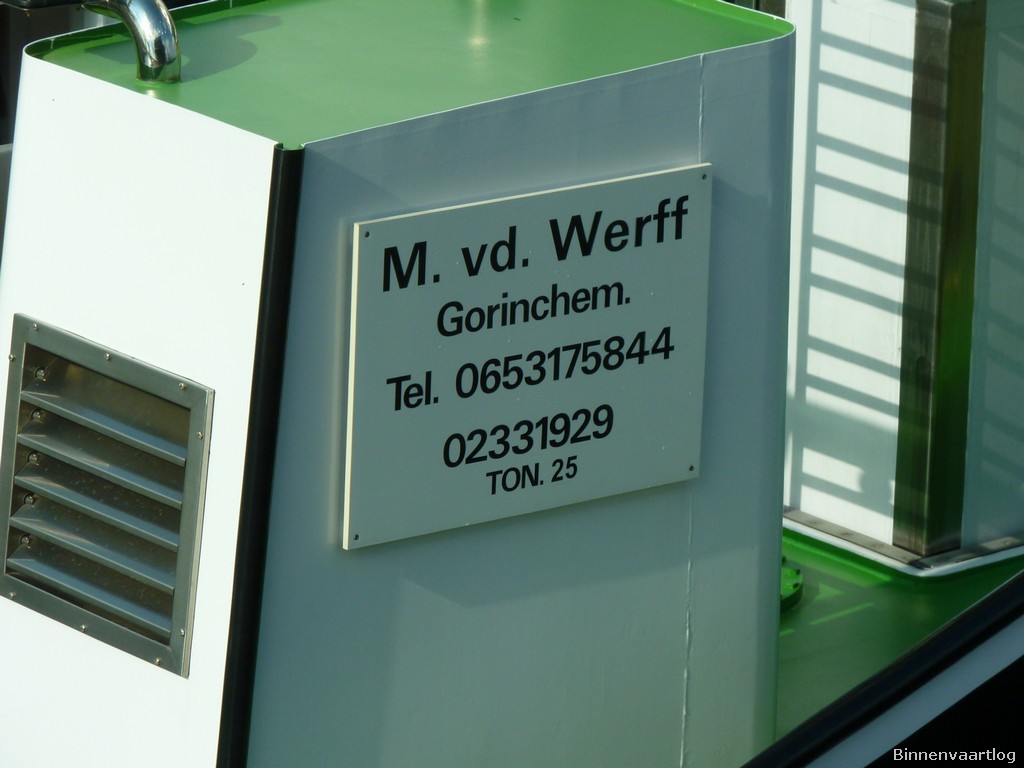 M. vd. Werff
Gorinchem.
Tel. 0653175844
02331929
TON. 25
Binnenvaartlog